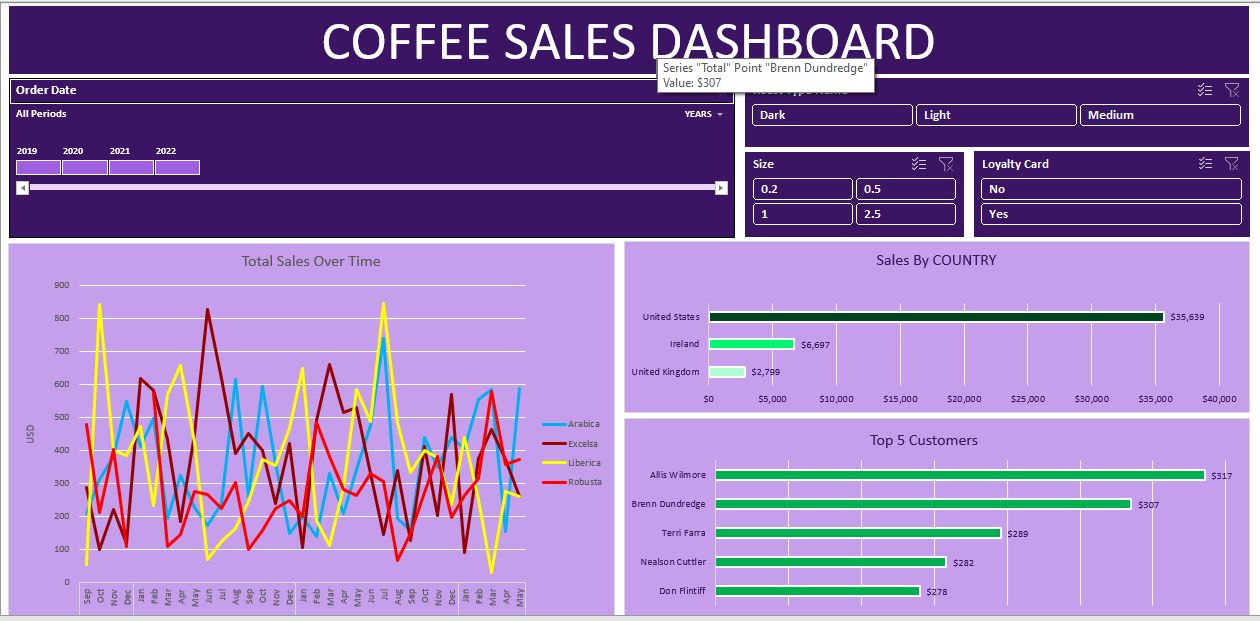 COFFEE SALES DASHBOARD
Series "Total" Point "Brenn Dundredge"
Value: $307
Order Date
All Periods
YEARS
2019 2020 2021 2022
Dark Light Medium
Size
0.2 0.5
1 2.5
Loyalty Card
No
Yes
Total Sales Over Time
900
800
700
600
500
400
300
200
100
0
USD
Sep Oct Nov Dec Jan Feb Mar Apr May Jun Jul Aug Sep Oct Nov Dec Jan Feb Mar Apr May Jun Jul Aug Sep Oct Nov Dec Jan Feb Mar Apr May
Arabica
Excelsa
Liberica
Robusta
Sales By COUNTRY
United States $35,639
Ireland $6,697
United Kingdom $2,799
$0 $5,000 $10,000 $15,000 $20,000 $25,000 $30,000 $35,000 $40,000
Top 5 Customers
Allis Wilmore $317
Brenn Dundredge $307
Terri Farra $289
Nealson Cuttler $282
Don Flintiff $278